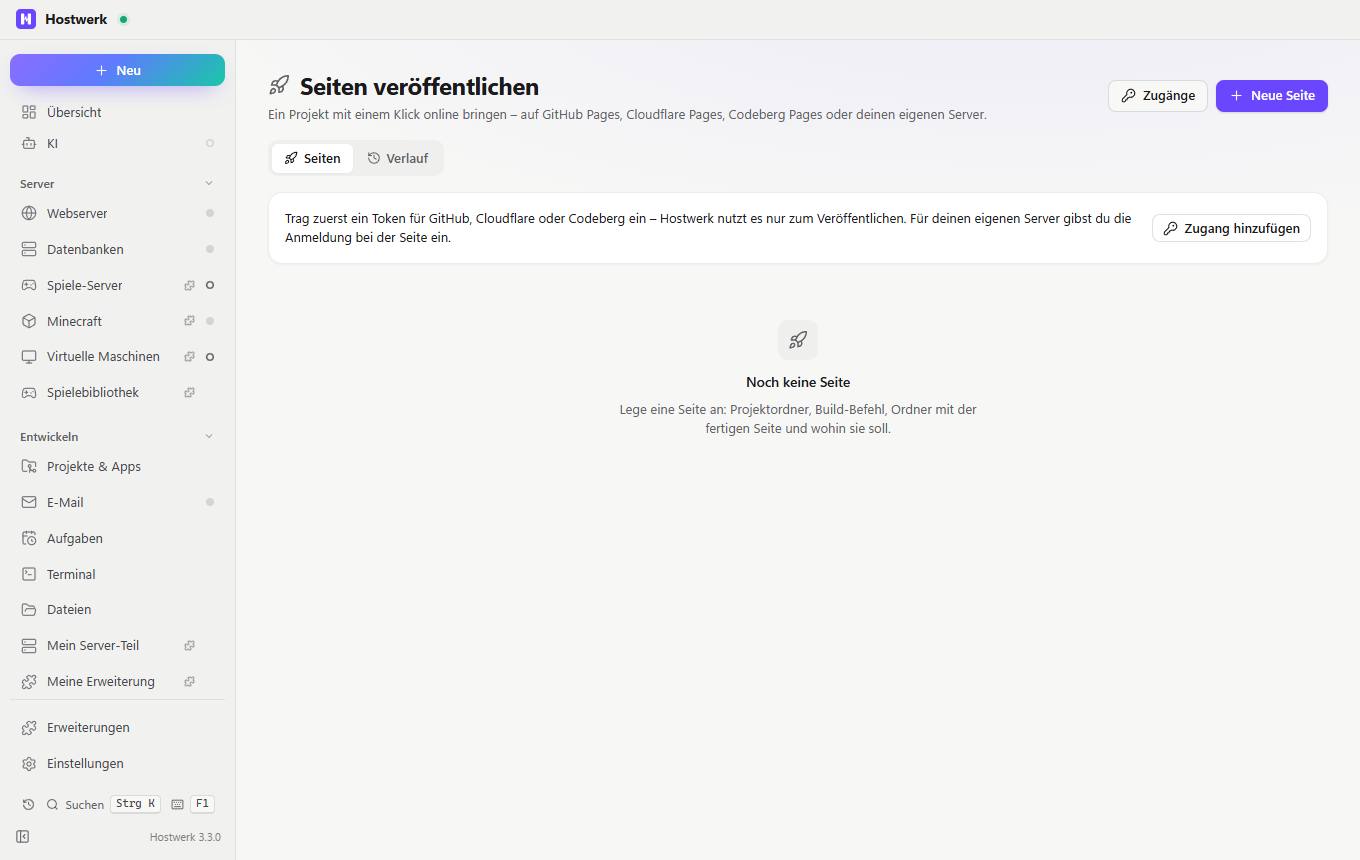 Hostwerk
Neu
Übersicht
KI
Server
Webserver
Datenbanken
Spiele-Server
Minecraft
Virtuelle Maschinen
Spielebibliothek
Entwickeln
Projekte & Apps
E-Mail
Aufgaben
Terminal
Dateien
Mein Server-Teil
Meine Erweiterung
Erweiterungen
Einstellungen
Suchen Strg K F1
Hostwerk 3.3.0
Seiten veröffentlichen
Ein Projekt mit einem Klick online bringen – auf GitHub Pages, Cloudflare Pages, Codeberg Pages oder deinen eigenen Server.
Zugänge
Neue Seite
Seiten
Verlauf
Trag zuerst ein Token für GitHub, Cloudflare oder Codeberg ein – Hostwerk nutzt es nur zum Veröffentlichen. Für deinen eigenen Server gibst du die
Anmeldung bei der Seite ein.
Zugang hinzufügen
Noch keine Seite
Lege eine Seite an: Projektordner, Build-Befehl, Ordner mit der
fertigen Seite und wohin sie soll.